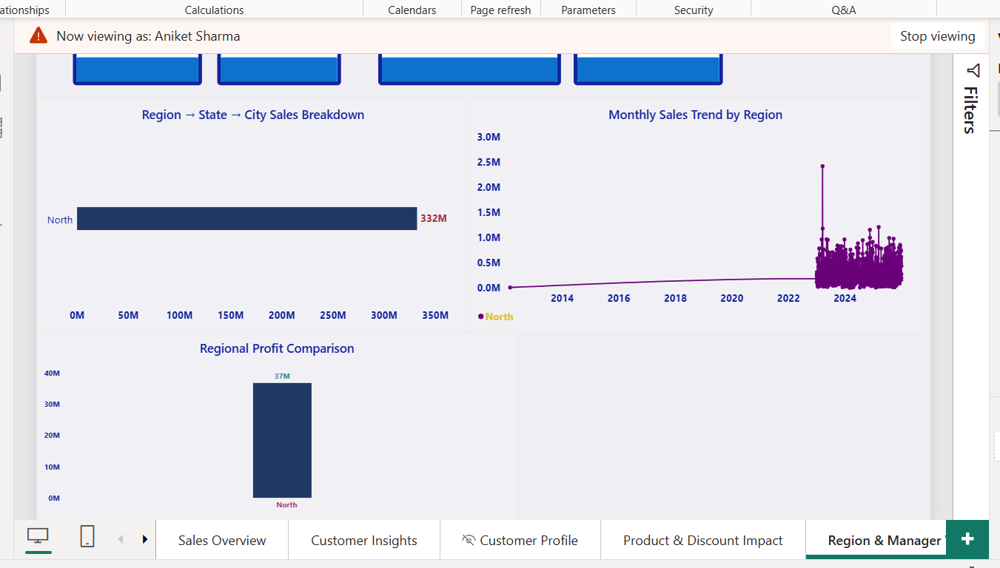 ationships
Calculations
Calendars
Page refresh
Parameters
Security
Q&A
Now viewing as: Aniket Sharma
Stop viewing
Filters
Region → State → City Sales Breakdown
North
332M
0M
50M
100M
150M
200M
250M
300M
350M
Monthly Sales Trend by Region
3.0M
2.5M
2.0M
1.5M
1.0M
0.5M
0.0M
2014
2016
2018
2020
2022
2024
North
Regional Profit Comparison
40M
30M
20M
10M
0M
37M
North
Sales Overview
Customer Insights
Customer Profile
Product & Discount Impact
Region & Manager